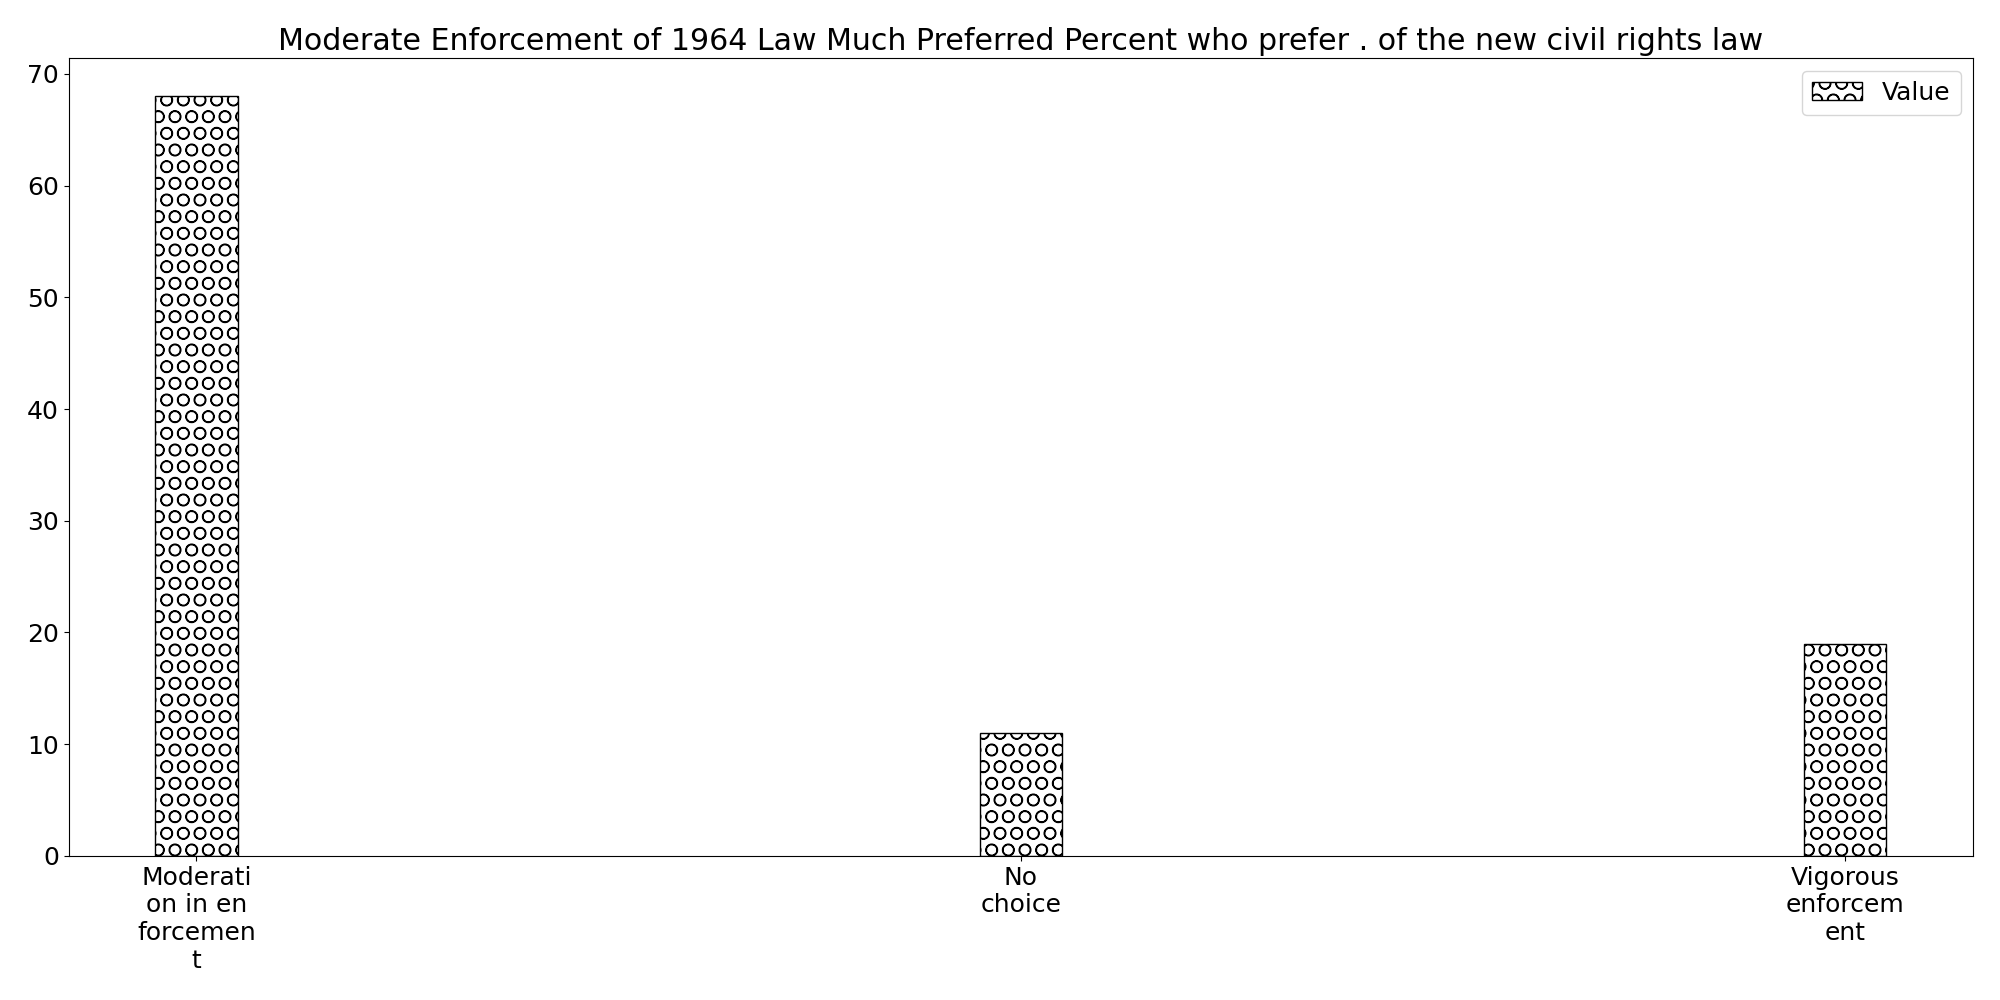 Moderate Enforcement of 1964 Law Much Preferred Percent who prefer . of the new civil rights law
70
60
50
40
30
20
10
0
Value
Moderati
on in en
forcemen
t
No
choice
Vigorous
enforcem
ent